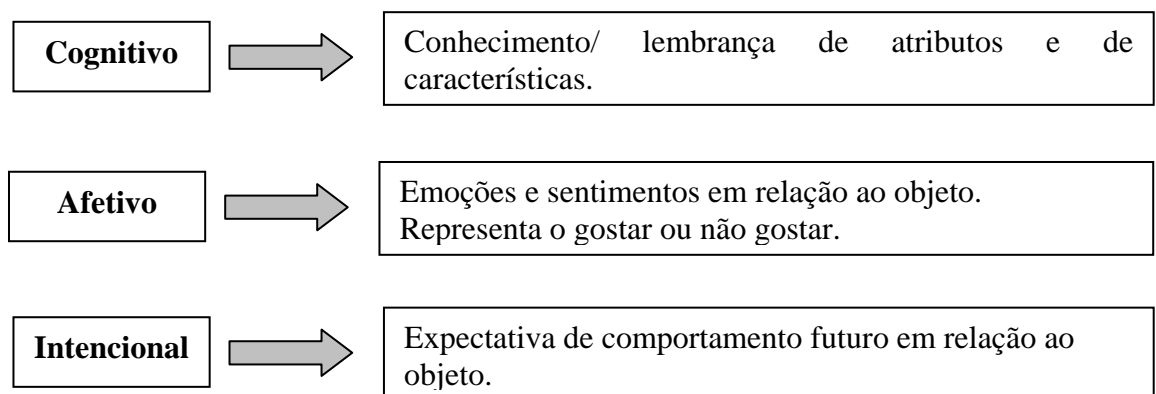 Cognitivo
Conhecimento/ lembrança de atributos e de
características.
Afetivo
Emoções e sentimentos em relação ao objeto.
Representa o gostar ou não gostar.
Intencional
Expectativa de comportamento futuro em relação ao
objeto.